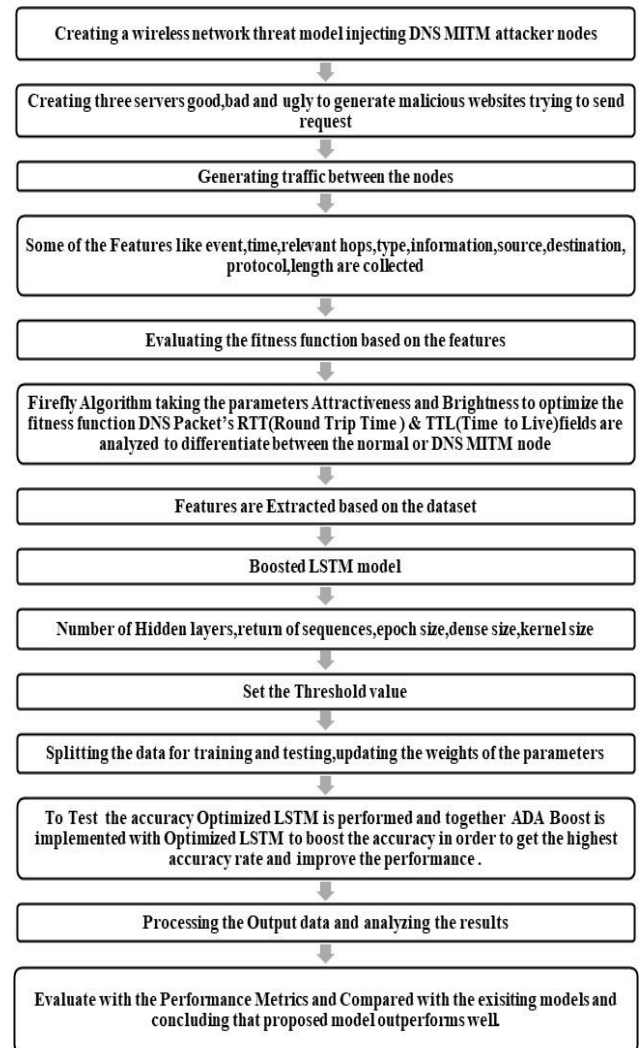 Creating a wireless network threat model injecting DNS MITM attacker nodes
Creating three servers good,bad and ugly to generate malicious websites trying to send
request
Generating traffic between the nodes
Some of the Features like event,time,relevant hops,type,information,source,destination,
protocol,length are collected
Evaluating the fitness function based on the features
Firefly Algorithm taking the parameters Attractiveness and Brightness to optimize the
fitness function DNS Packet's RTT(Round Trip Time ) & TTL(Time to Live)fields are
analyzed to differentiate between the normal or DNS MITM node
Features are Extracted based on the dataset
Boosted LSTM model
Number of Hidden layers,return of sequences,epoch size,dense size,kernel size
Set the Threshold value
Splitting the data for training and testing,updating the weights of the parameters
To Test the accuracy Optimized LSTM is performed and together ADA Boost is
implemented with Optimized LSTM to boost the accuracy in order to get the highest
accuracy rate and improve the performance .
Processing the Output data and analyzing the results
Evaluate with the Performance Metrics and Compared with the exisiting models and
concluding that proposed model outperforms well.